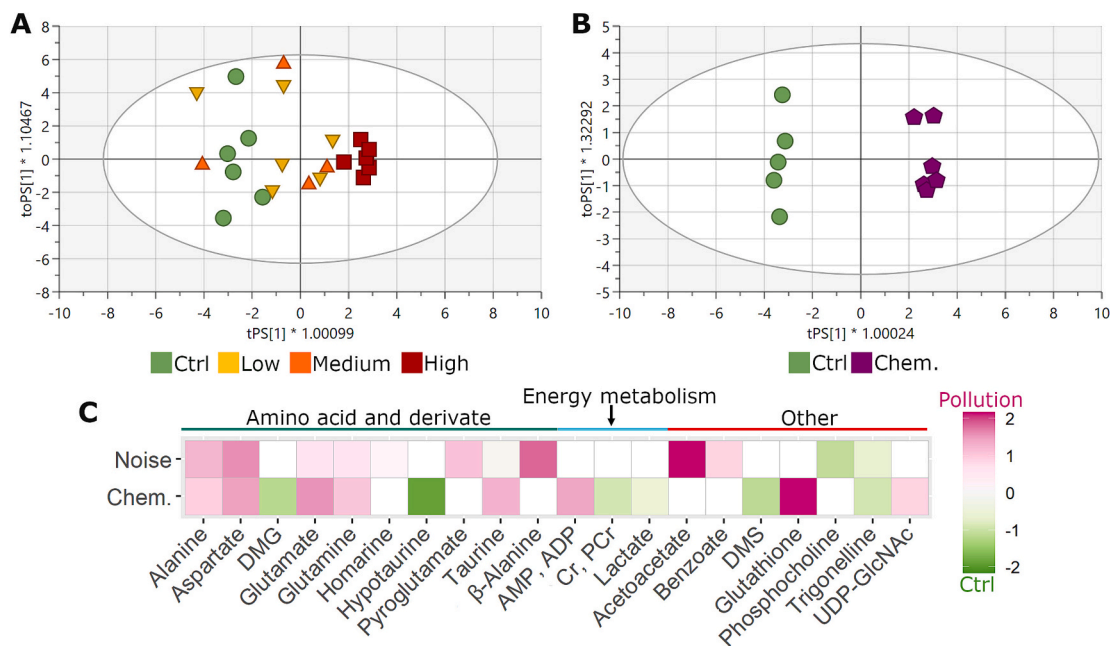 A
8
6
4
2
0
-2
-4
-6
-8
toPS[1] * 1.10467
-10 -8 -6 -4 -2 0 2 4 6 8 10
tPS[1] * 1.00099
Ctrl Low Medium High
B
5
4
3
2
1
0
-1
-2
-3
-4
-5
toPS[1] * 1.32292
-10 -8 -6 -4 -2 0 2 4 6 8 10
tPS[1] * 1.00024
Ctrl Chem.
C
Amino acid and derivate
Energy metabolism
Other
Noise
Chem.
Alanine
Aspartate
DMG
Glutamate
Glutamine
Homarine
Hypotaurine
Pyroglutamate
Taurine
β-Alanine
AMP , ADP
Cr, PCr
Lactate
Acetoacetate
Benzoate
DMS
Glutathione
Phosphocholine
Trigonelline
UDP-GlcNAc
Pollution
2
1
0
-1
-2
Ctrl